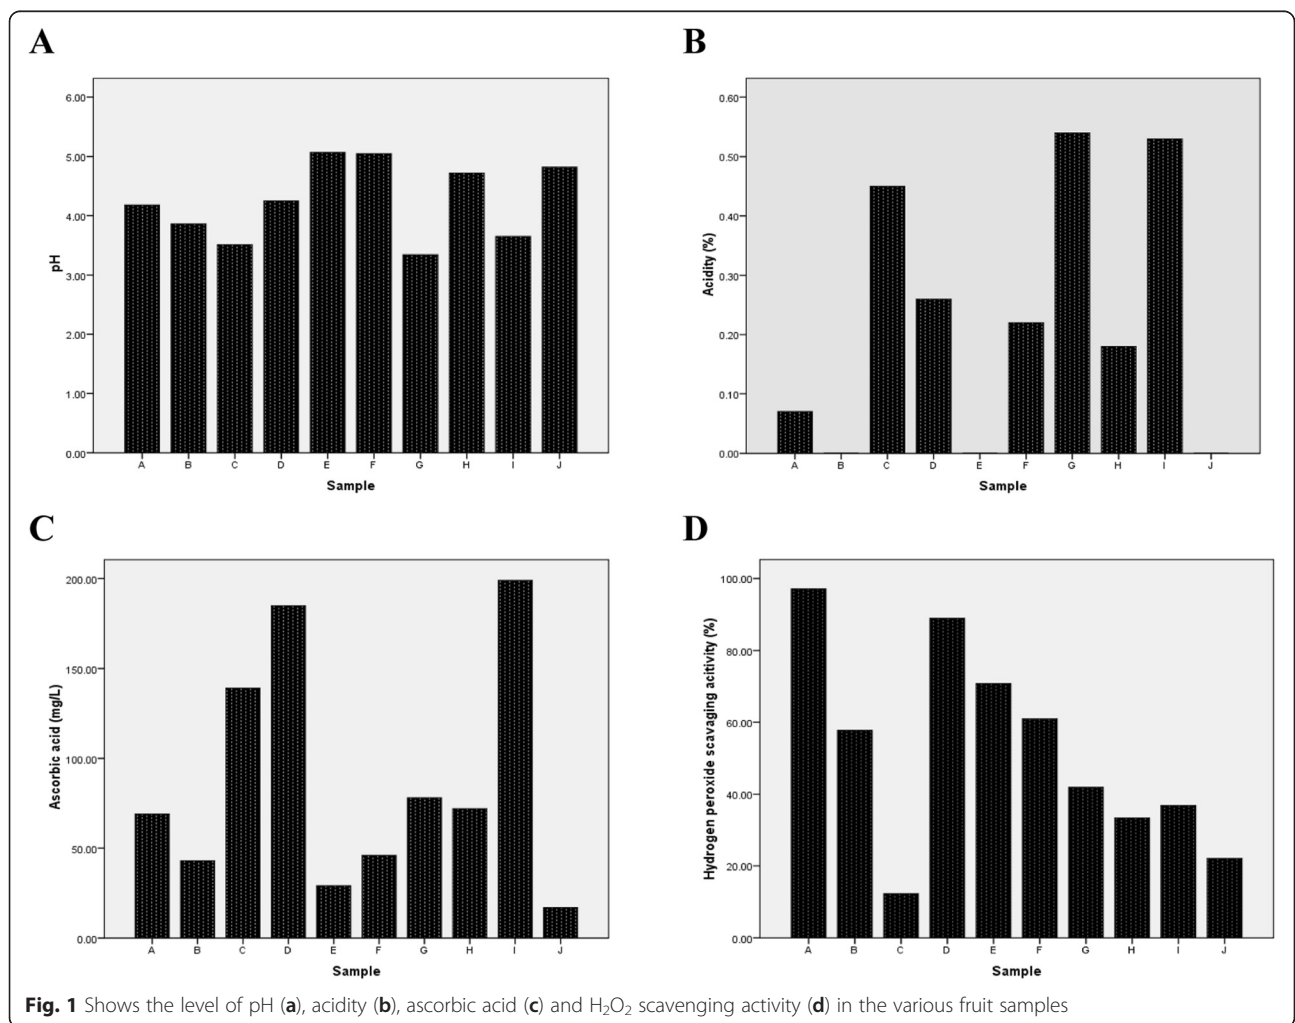 A
6.00
5.00
4.00
3.00
2.00
1.00
0.00
pH
A B C D E F G H I J
Sample
B
0.60
0.50
0.40
0.30
0.20
0.10
0.00
Acidity (%)
A B C D E F G H I J
Sample
C
200.00
150.00
100.00
50.00
0.00
Ascorbic acid (mg/L)
A B C D E F G H I J
Sample
D
100.00
80.00
60.00
40.00
20.00
0.00
Hydrogen peroxide scavaging acitivity (%)
A B C D E F G H I J
Sample
Fig. 1 Shows the level of pH (a), acidity (b), ascorbic acid (c) and H₂O₂ scavenging activity (d) in the various fruit samples